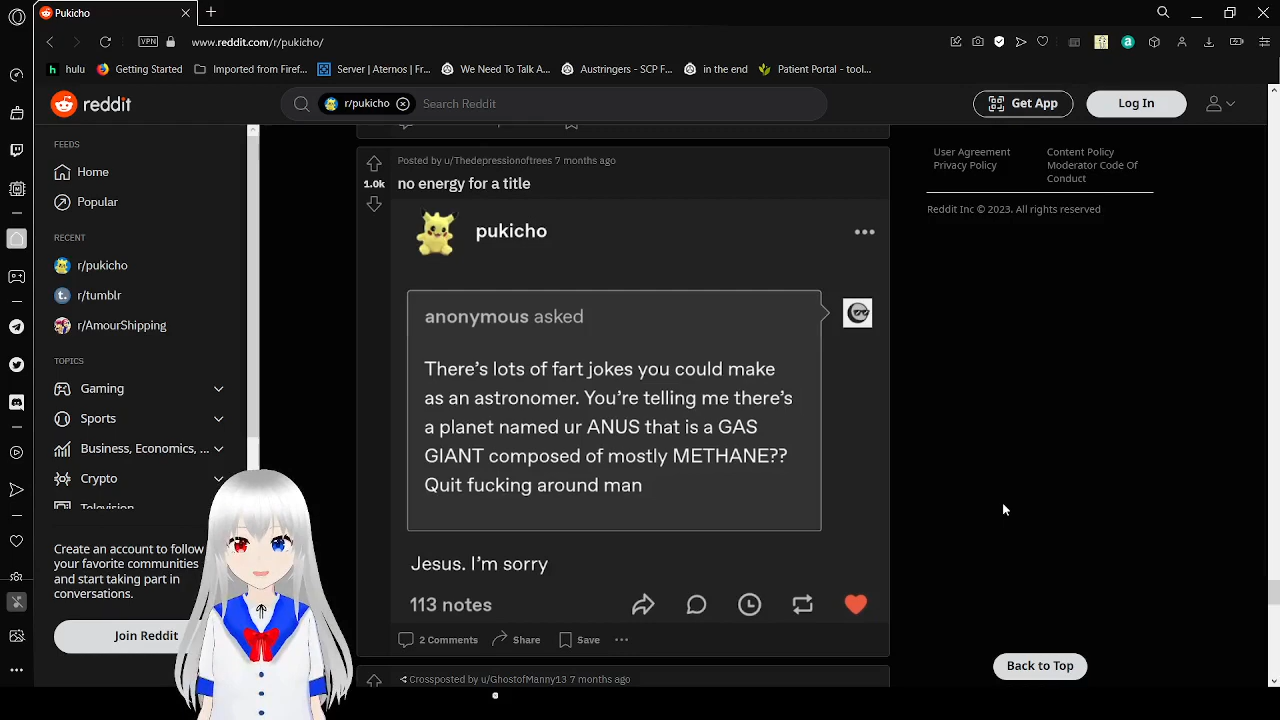 Pukicho
VPN
www.reddit.com/r/pukicho/
h hulu
Getting Started
Imported from Firef...
Server | Aternos | Fr...
We Need To Talk A...
Austringers - SCP F...
in the end
Patient Portal - tool...
reddit
r/pukicho
Search Reddit
Get App
Log In
FEEDS
Home
Popular
RECENT
r/pukicho
r/tumblr
r/AmourShipping
TOPICS
Gaming
Sports
Business, Economics, ...
Crypto
Television
Create an account to follow
your favorite communities
and start taking part in
conversations.
Join Reddit
Posted by u/Thedepressionoftrees 7 months ago
1.0k
no energy for a title
pukicho
anonymous asked
There's lots of fart jokes you could make
as an astronomer. You're telling me there's
a planet named ur ANUS that is a GAS
GIANT composed of mostly METHANE??
Quit fucking around man
Jesus. I'm sorry
113 notes
2 Comments
Share
Save
Crossposted by u/GhostofManny13 7 months ago
User Agreement
Privacy Policy
Content Policy
Moderator Code Of
Conduct
Reddit Inc © 2023. All rights reserved
Back to Top